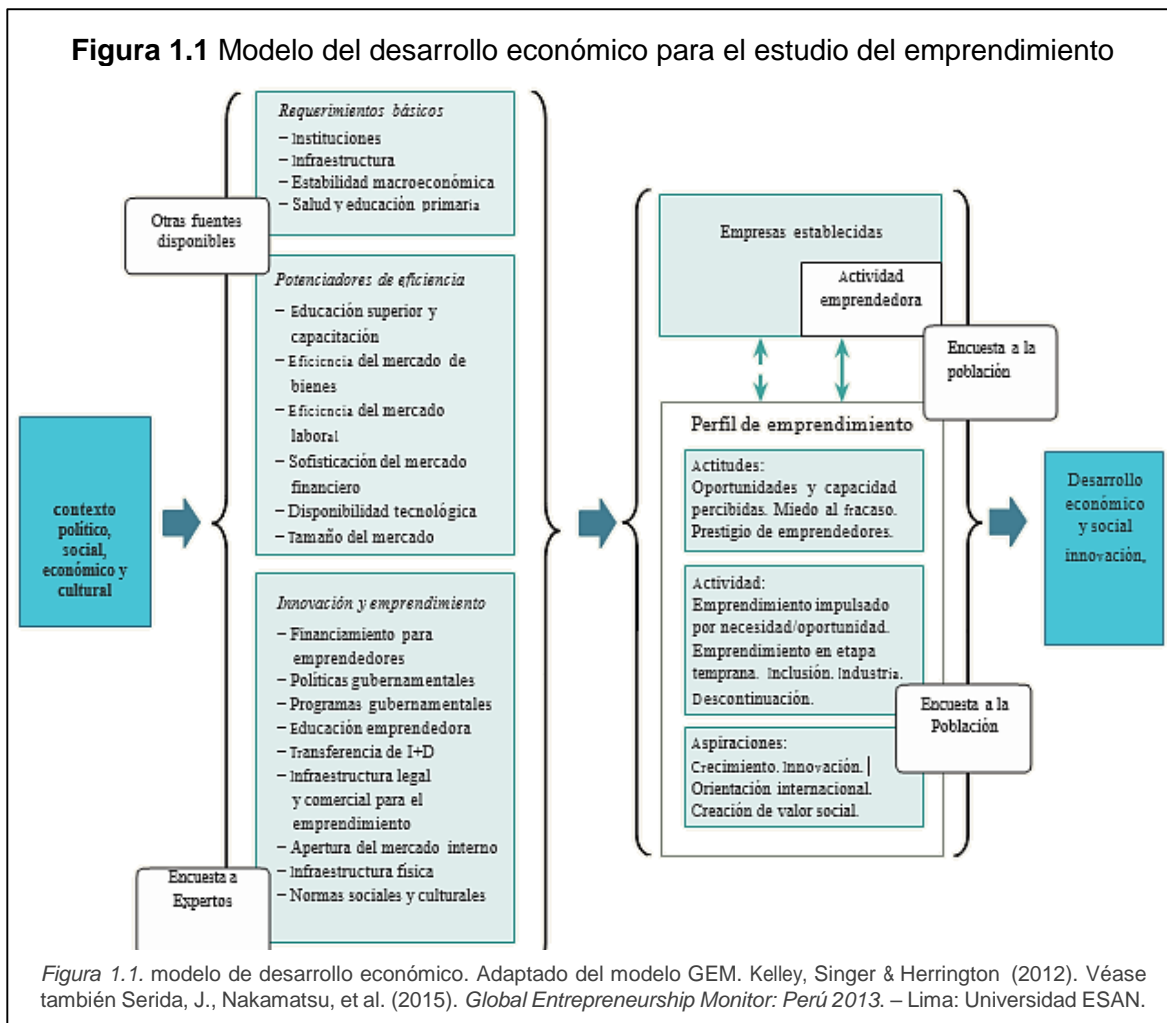 Figura 1.1 Modelo del desarrollo económico para el estudio del emprendimiento
contexto
político,
social,
económico y
cultural
Otras fuentes
disponibles
Requerimientos básicos
– Instituciones
– Infraestructura
– Estabilidad macroeconómica
– Salud y educación primaria
Potenciadores de eficiencia
– Educación superior y
capacitación
– Eficiencia del mercado de
bienes
– Eficiencia del mercado
laboral
– Sofisticación del mercado
financiero
– Disponibilidad tecnológica
– Tamaño del mercado
Innovación y emprendimiento
– Financiamiento para
emprendedores
– Políticas gubernamentales
– Programas gubernamentales
– Educación emprendedora
– Transferencia de I+D
– Infraestructura legal
y comercial para el
emprendimiento
– Apertura del mercado interno
– Infraestructura física
– Normas sociales y culturales
Encuesta a
Expertos
Empresas establecidas
Actividad
emprendedora
Encuesta a la
población
Perfil de emprendimiento
Actitudes:
Oportunidades y capacidad
percibidas. Miedo al fracaso.
Prestigio de emprendedores.
Actividad:
Emprendimiento impulsado
por necesidad/oportunidad.
Emprendimiento en etapa
temprana. Inclusión. Industria.
Descontinuación.
Encuesta a la
Población
Aspiraciones:
Crecimiento. Innovación.
Orientación internacional.
Creación de valor social.
Desarrollo
económico
y social
innovación,
Figura 1.1. modelo de desarrollo económico. Adaptado del modelo GEM. Kelley, Singer & Herrington (2012). Véase
también Serida, J., Nakamatsu, et al. (2015). Global Entrepreneurship Monitor: Perú 2013. – Lima: Universidad ESAN.